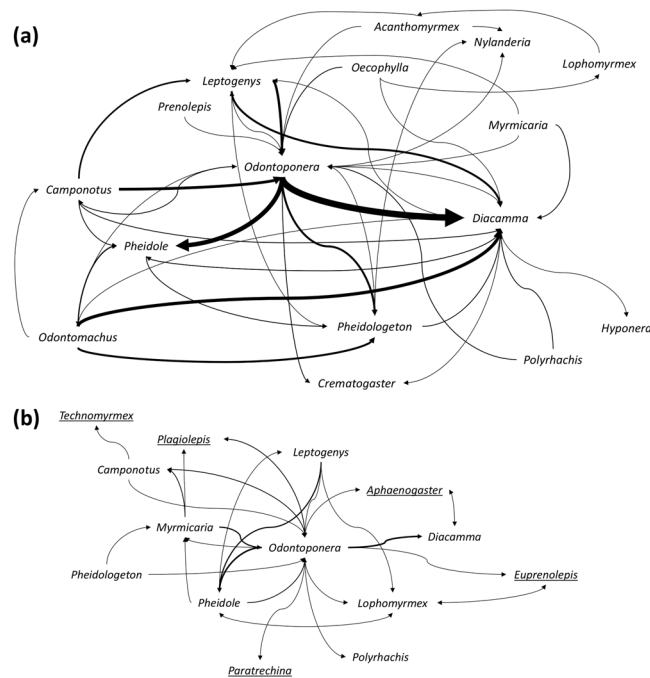 (a)
Acanthomyrmex
Nylanderia
Lophomyrmex
Oecophylla
Leptogenys
Prenolepis
Myrmicaria
Odontoponera
Camponotus
Diacamma
Pheidole
Pheidologeton
Hyponera
Odontomachus
Polyrhachis
Crematogaster
(b)
Technomyrmex
Plagiolepis
Leptogenys
Camponotus
Aphaenogaster
Myrmicaria
Diacamma
Odontoponera
Pheidologeton
Euprenolepis
Pheidole
Lophomyrmex
Polyrhachis
Paratrechina